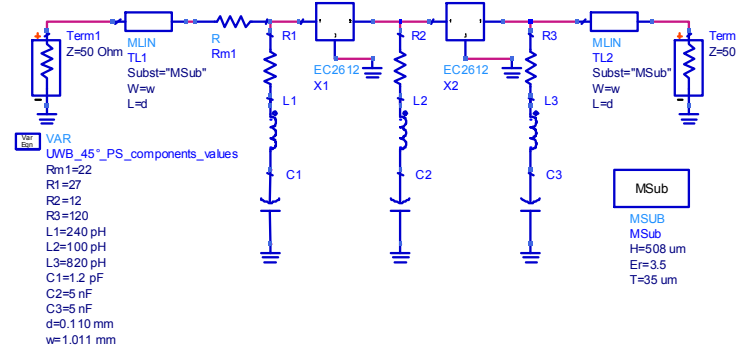 Term1
Z=50 Ohm
MLIN
TL1
Subst="MSub"
W=w
L=d
R
Rm1
R1
EC2612
X1
R2
EC2612
X2
R3
MLIN
TL2
Subst="MSub"
W=w
L=d
Term
Z=50
L1
L2
L3
C1
C2
C3
Var
Eqn
VAR
UWB_45°_PS_components_values
Rm1=22
R1=27
R2=12
R3=120
L1=240 pH
L2=100 pH
L3=820 pH
C1=1.2 pF
C2=5 nF
C3=5 nF
d=0.110 mm
w=1.011 mm
MSub
MSUB
MSub
H=508 um
Er=3.5
T=35 um